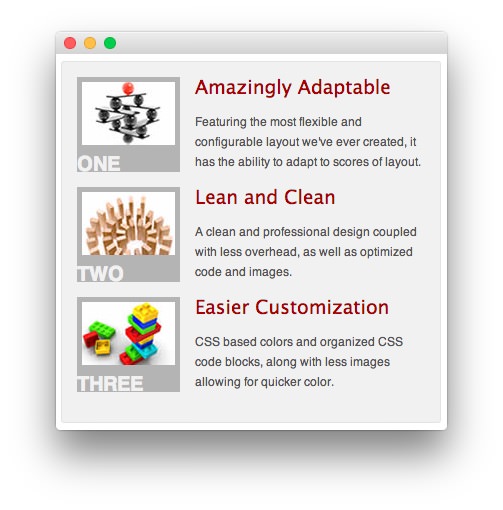 Amazingly Adaptable
Featuring the most flexible and
configurable layout we've ever created, it
has the ability to adapt to scores of layout.
ONE
Lean and Clean
A clean and professional design coupled
with less overhead, as well as optimized
code and images.
TWO
Easier Customization
CSS based colors and organized CSS
code blocks, along with less images
allowing for quicker color.
THREE